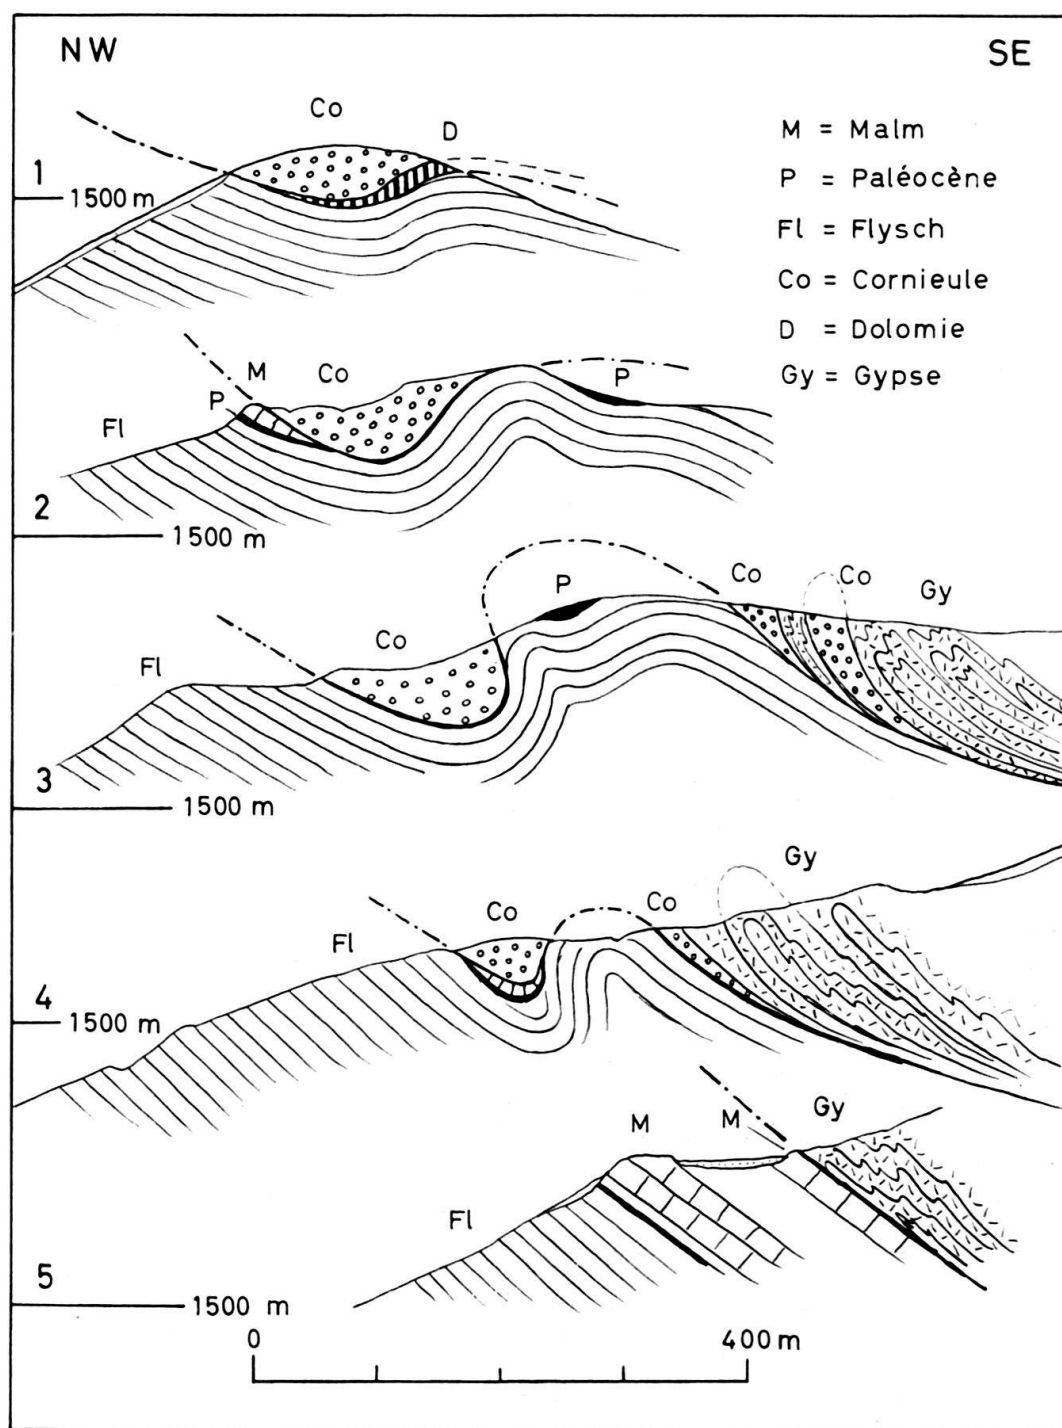 NW
SE
M = Malm
P = Paléocène
Fl = Flysch
Co = Cornieule
D = Dolomie
Gy = Gypse
Co
D
1
1500 m
M
Co
P
P
Fl
2
1500 m
Co
Co
Gy
P
Co
Fl
3
1500 m
Gy
Co
Co
Fl
4
1500 m
M
M
Gy
Fl
5
1500 m
0
400 m